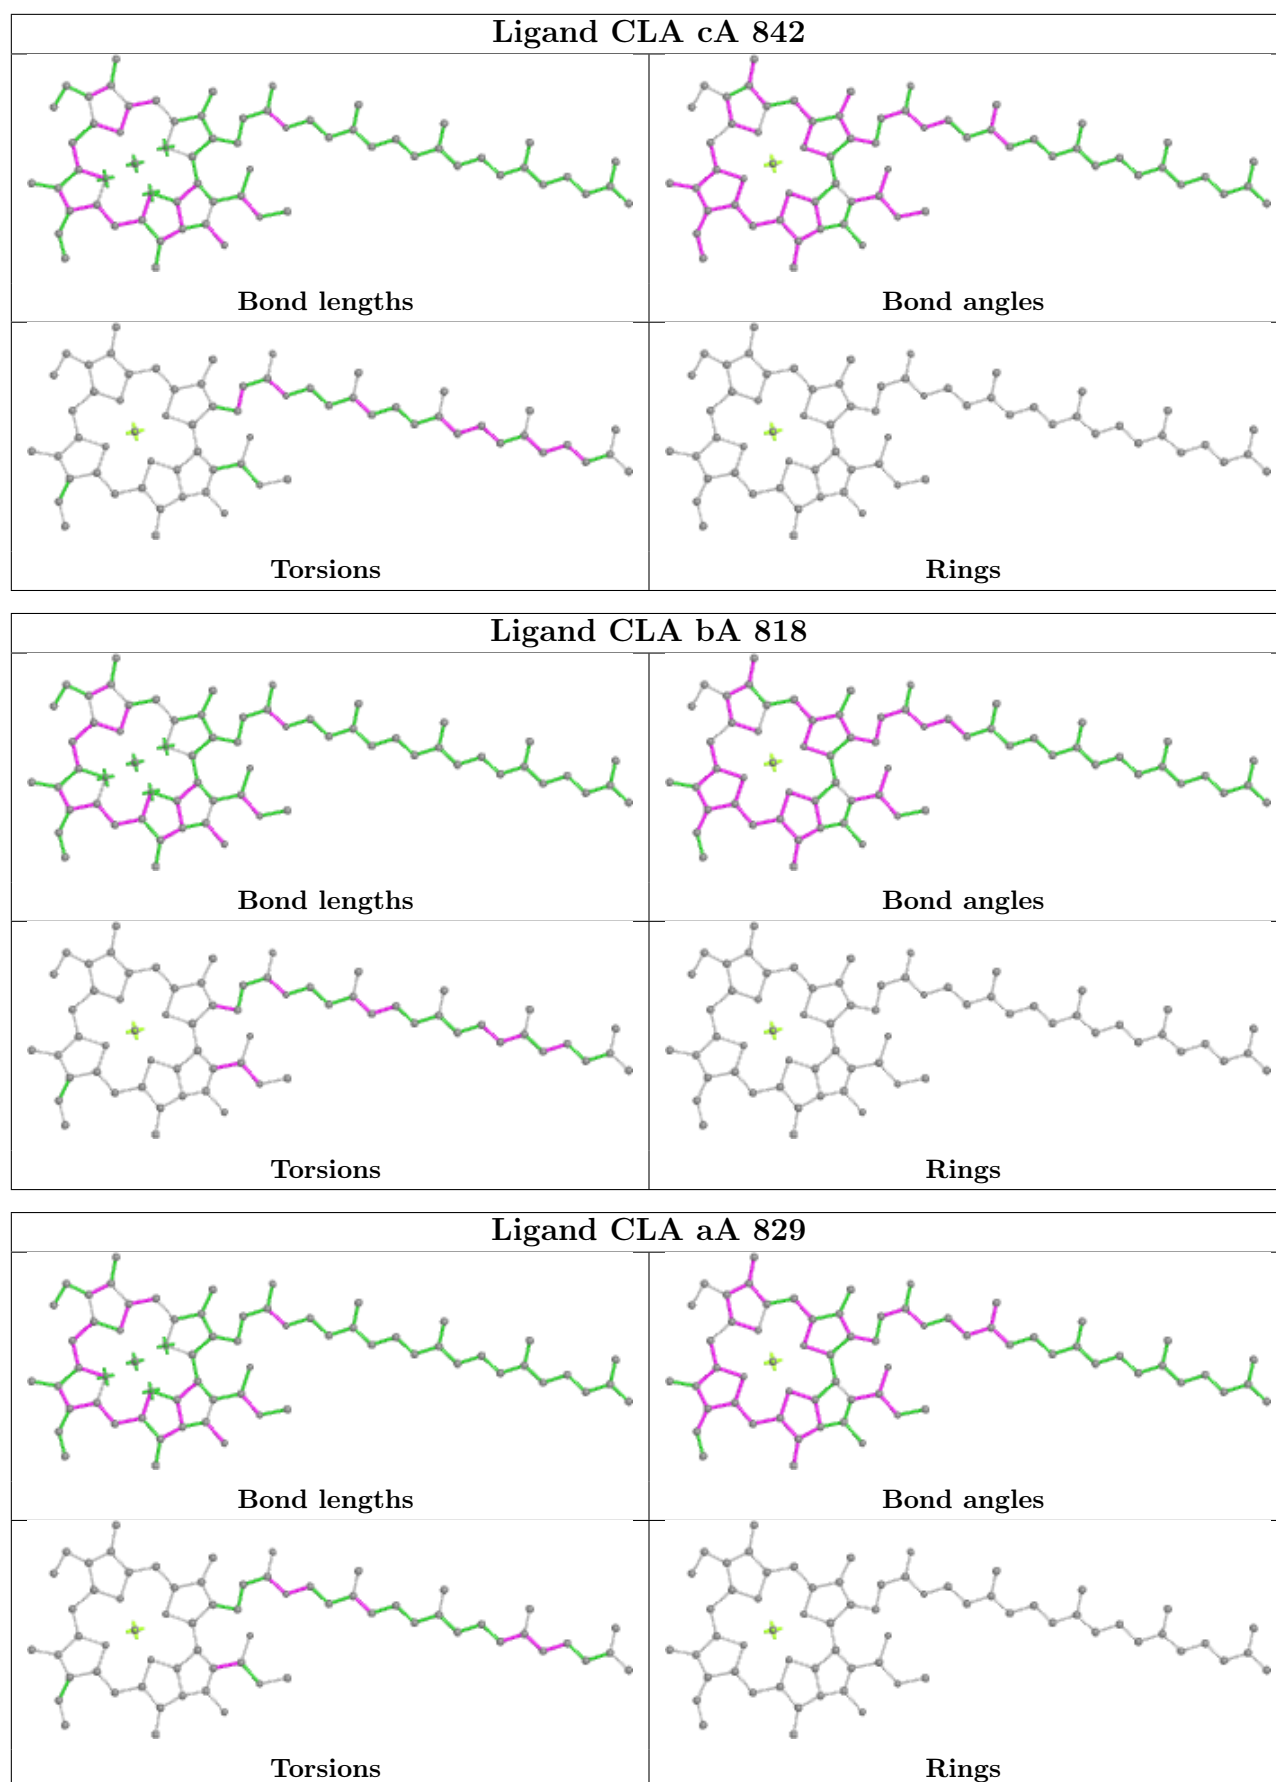 Ligand CLA cA 842
Bond lengths
Bond angles
Torsions
Rings
Ligand CLA bA 818
Bond lengths
Bond angles
Torsions
Rings
Ligand CLA aA 829
Bond lengths
Bond angles
Torsions
Rings